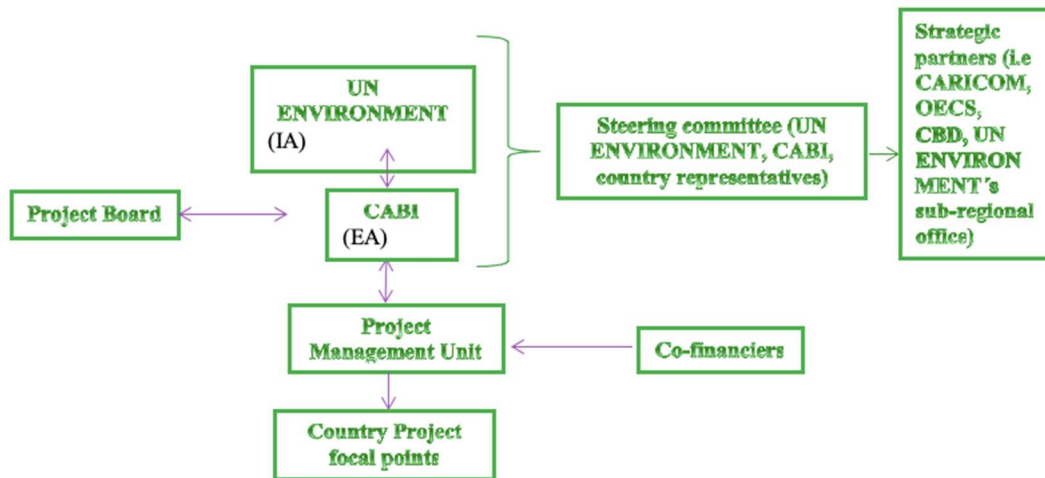 UN
ENVIRONMENT
(IA)
CABI
(EA)
Project Board
Project
Management Unit
Co-financiers
Country Project
focal points
Steering committee (UN
ENVIRONMENT, CABI,
country representatives)
Strategic
partners (i.e
CARICOM,
OECS,
CBD, UN
ENVIRON
MENT´s
sub-regional
office)